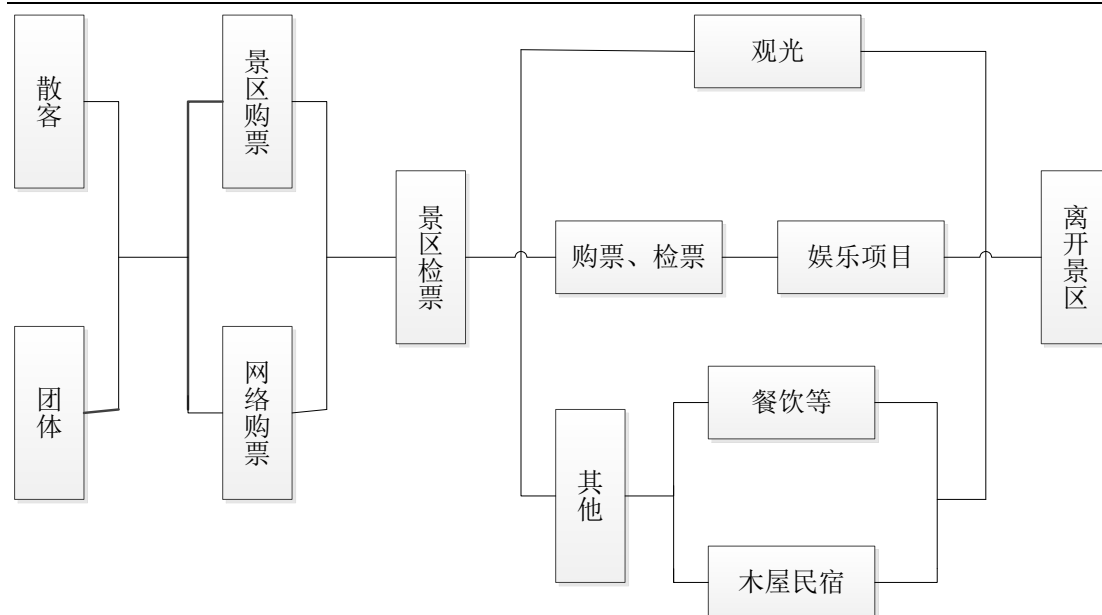 散客
团体
景区购票
网络购票
景区检票
观光
购票、检票
娱乐项目
其他
餐饮等
木屋民宿
离开景区